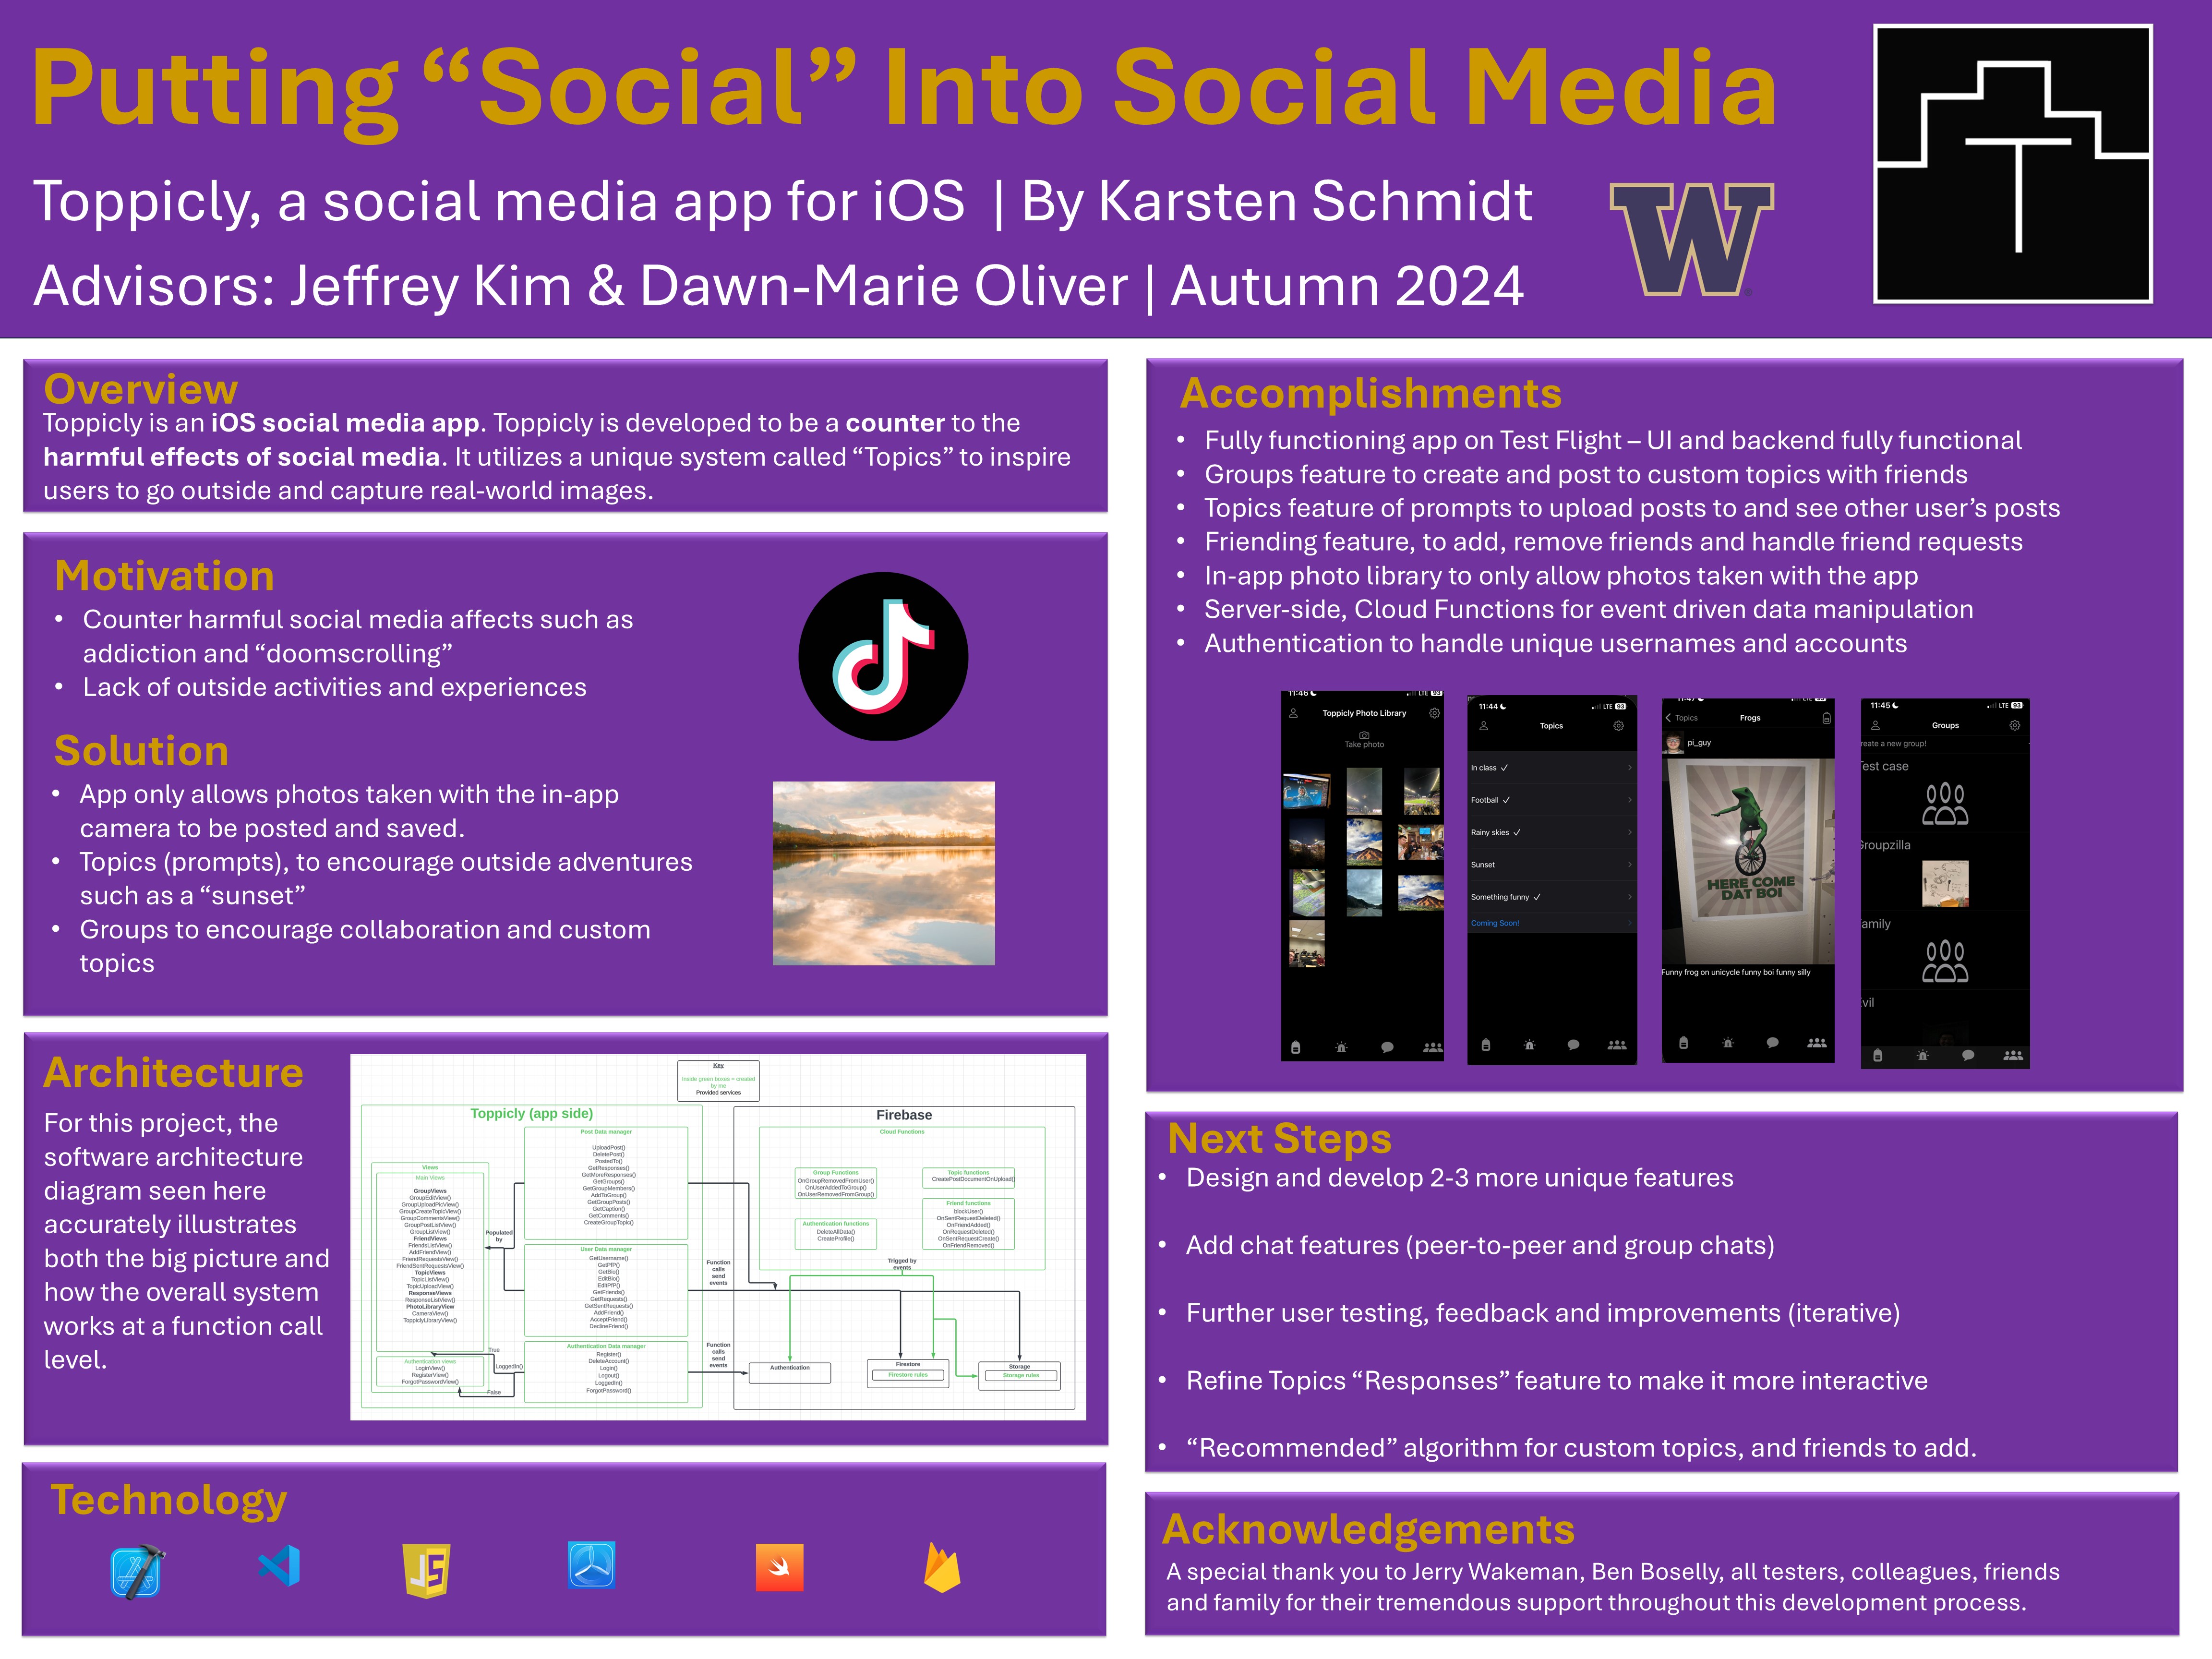 Putting “Social” Into Social Media
Toppicly, a social media app for iOS | By Karsten Schmidt
Advisors: Jeffrey Kim & Dawn-Marie Oliver | Autumn 2024
W
T
Overview
Toppicly is an iOS social media app. Toppicly is developed to be a counter to the
harmful effects of social media. It utilizes a unique system called “Topics” to inspire
users to go outside and capture real-world images.
Motivation
• Counter harmful social media affects such as
addiction and “doomscrolling”
• Lack of outside activities and experiences
Solution
• App only allows photos taken with the in-app
camera to be posted and saved.
• Topics (prompts), to encourage outside adventures
such as a “sunset”
• Groups to encourage collaboration and custom
topics
Architecture
For this project, the
software architecture
diagram seen here
accurately illustrates
both the big picture and
how the overall system
works at a function call
level.
Key
Inside green boxes = created
by me
Provided services
Toppicly (app side)
Views
Main Views
GroupViews
GroupEditView()
GroupUploadPicView()
GroupCreateTopicView()
GroupCommentsView()
GroupPostListView()
GroupListView()
FriendViews
FriendsListView()
AddFriendView()
FriendRequestsView()
FriendSentRequestsView()
TopicViews
TopicListView()
TopicUploadView()
ResponseViews
ResponseListView()
PhotoLibraryView
CameraView()
ToppiclyLibraryView()
Authentication views
LoginView()
RegisterView()
ForgotPasswordView()
Populated
by
True
LoggedIn()
False
Post Data manager
UploadPost()
DeletePost()
PostedTo()
GetResponses()
GetMoreResponses()
GetGroups()
GetGroupMembers()
AddToGroup()
GetGroupPosts()
GetCaption()
GetComments()
CreateGroupTopic()
User Data manager
GetUsername()
GetPfP()
GetBio()
EditBio()
EditPfP()
GetFriends()
GetRequests()
GetSentRequests()
AddFriend()
AcceptFriend()
DeclineFriend()
Authentication Data manager
Register()
DeleteAccount()
Login()
Logout()
LoggedIn()
ForgotPassword()
Function
calls
send
events
Function
calls
send
events
Firebase
Cloud Functions
Group Functions
OnGroupRemovedFromUser()
OnUserAddedToGroup()
OnUserRemovedFromGroup()
Topic functions
CreatePostDocumentOnUpload()
Authentication functions
DeleteAllData()
CreateProfile()
Friend functions
blockUser()
OnSentRequestDeleted()
OnFriendAdded()
OnRequestDeleted()
OnSentRequestCreate()
OnFriendRemoved()
Trigged by
events
Authentication
Firestore
Firestore rules
Storage
Storage rules
Technology
JS
Accomplishments
• Fully functioning app on Test Flight – UI and backend fully functional
• Groups feature to create and post to custom topics with friends
• Topics feature of prompts to upload posts to and see other user’s posts
• Friending feature, to add, remove friends and handle friend requests
• In-app photo library to only allow photos taken with the app
• Server-side, Cloud Functions for event driven data manipulation
• Authentication to handle unique usernames and accounts
11:46 LTE 93
Toppicly Photo Library
Take photo
11:44 LTE 93
Topics
In class ✓
Football ✓
Rainy skies ✓
Sunset
Something funny ✓
Coming Soon!
Topics Frogs
pi_guy
HERE COME
DAT BOI
Funny frog on unicycle funny boi funny silly
11:45 LTE 93
Groups
reate a new group!
est case
roupzilla
amily
vil
Next Steps
• Design and develop 2-3 more unique features
• Add chat features (peer-to-peer and group chats)
• Further user testing, feedback and improvements (iterative)
• Refine Topics “Responses” feature to make it more interactive
• “Recommended” algorithm for custom topics, and friends to add.
Acknowledgements
A special thank you to Jerry Wakeman, Ben Boselly, all testers, colleagues, friends
and family for their tremendous support throughout this development process.